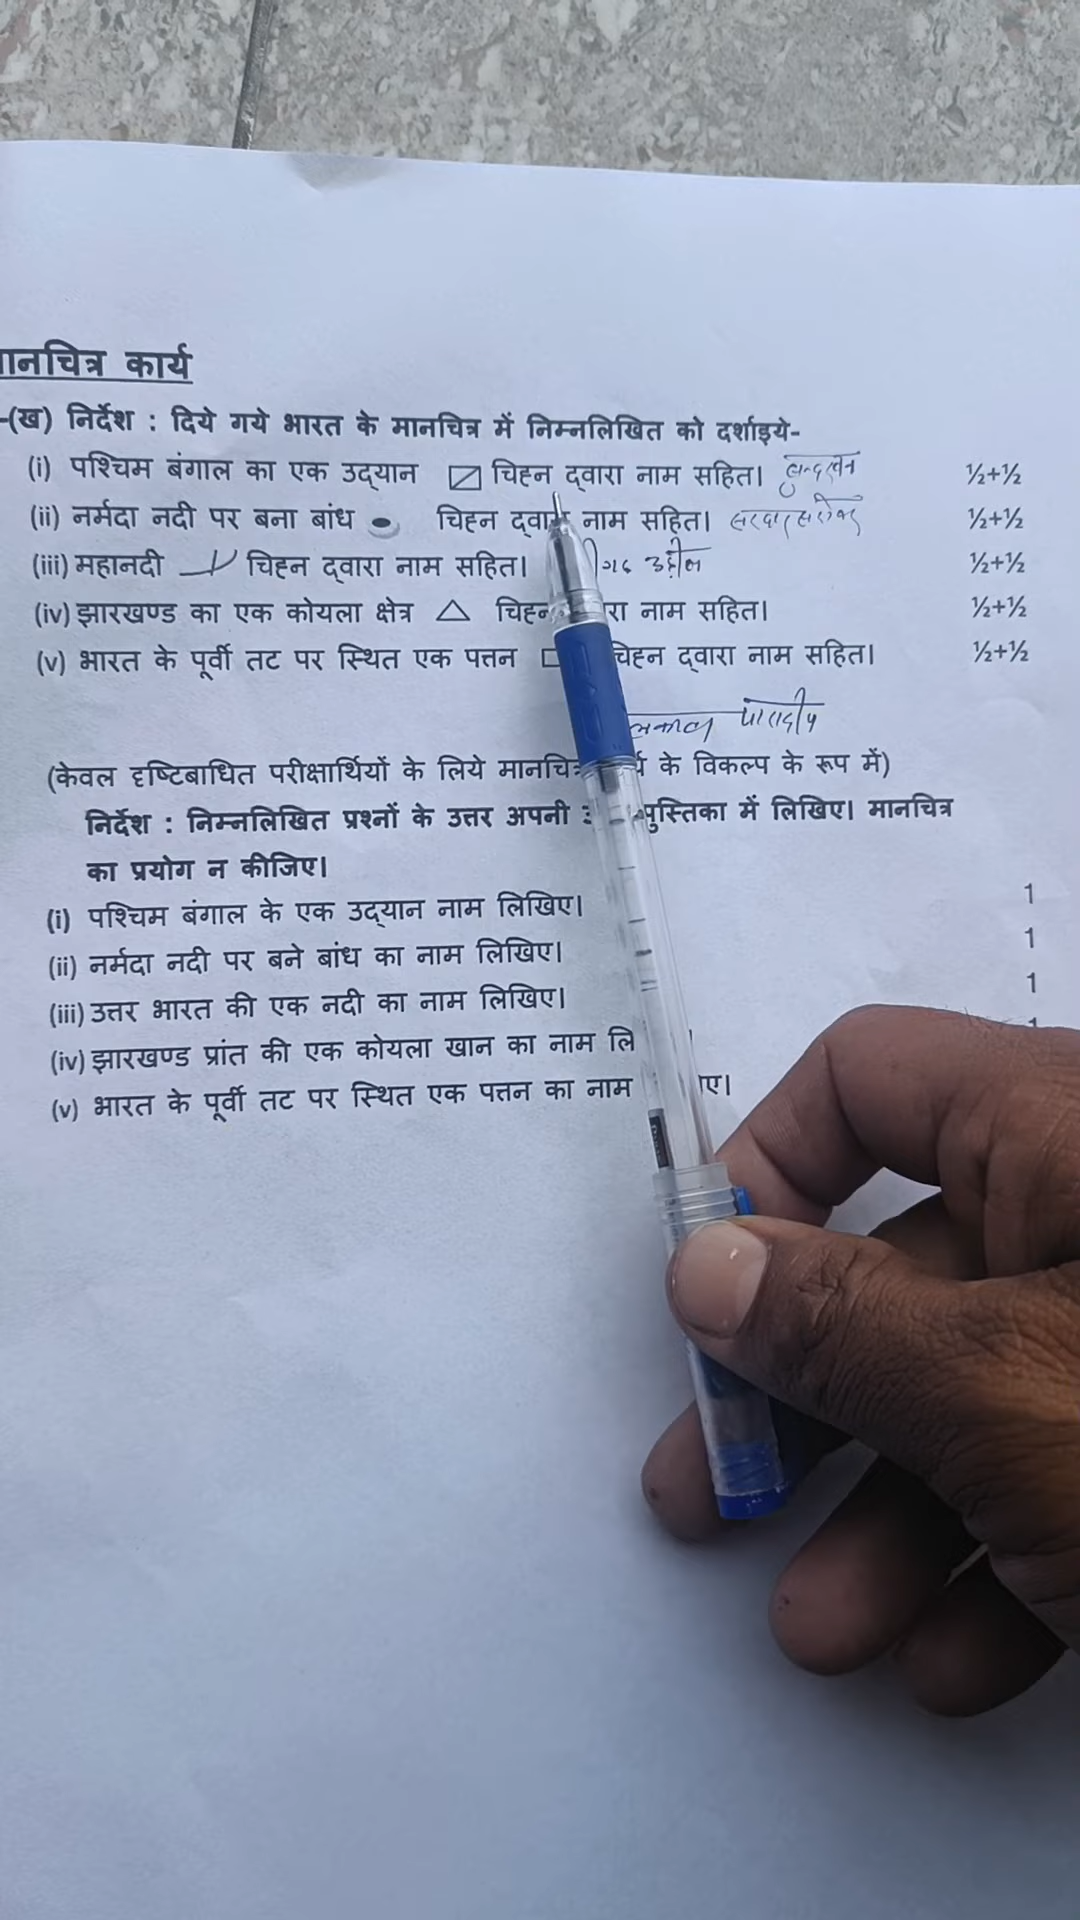 मानचित्र कार्य
-(ख) निर्देश : दिये गये भारत के मानचित्र में निम्नलिखित को दर्शाइये-
(i) पश्चिम बंगाल का एक उद्यान चिह्न द्वारा नाम सहित। ½+½
(ii) नर्मदा नदी पर बना बांध चिह्न द्वारा नाम सहित। सरदार सरोवर ½+½
(iii) महानदी चिह्न द्वारा नाम सहित। ½+½
(iv) झारखण्ड का एक कोयला क्षेत्र △ चिह्न नाम सहित। ½+½
(v) भारत के पूर्वी तट पर स्थित एक पत्तन चिह्न द्वारा नाम सहित। ½+½
पारादीप
(केवल दृष्टिबाधित परीक्षार्थियों के लिये मानचित्र के विकल्प के रूप में)
निर्देश : निम्नलिखित प्रश्नों के उत्तर अपनी पुस्तिका में लिखिए। मानचित्र
का प्रयोग न कीजिए।
(i) पश्चिम बंगाल के एक उद्यान नाम लिखिए। 1
(ii) नर्मदा नदी पर बने बांध का नाम लिखिए। 1
(iii) उत्तर भारत की एक नदी का नाम लिखिए। 1
(iv) झारखण्ड प्रांत की एक कोयला खान का नाम लि 1
(v) भारत के पूर्वी तट पर स्थित एक पत्तन का नाम